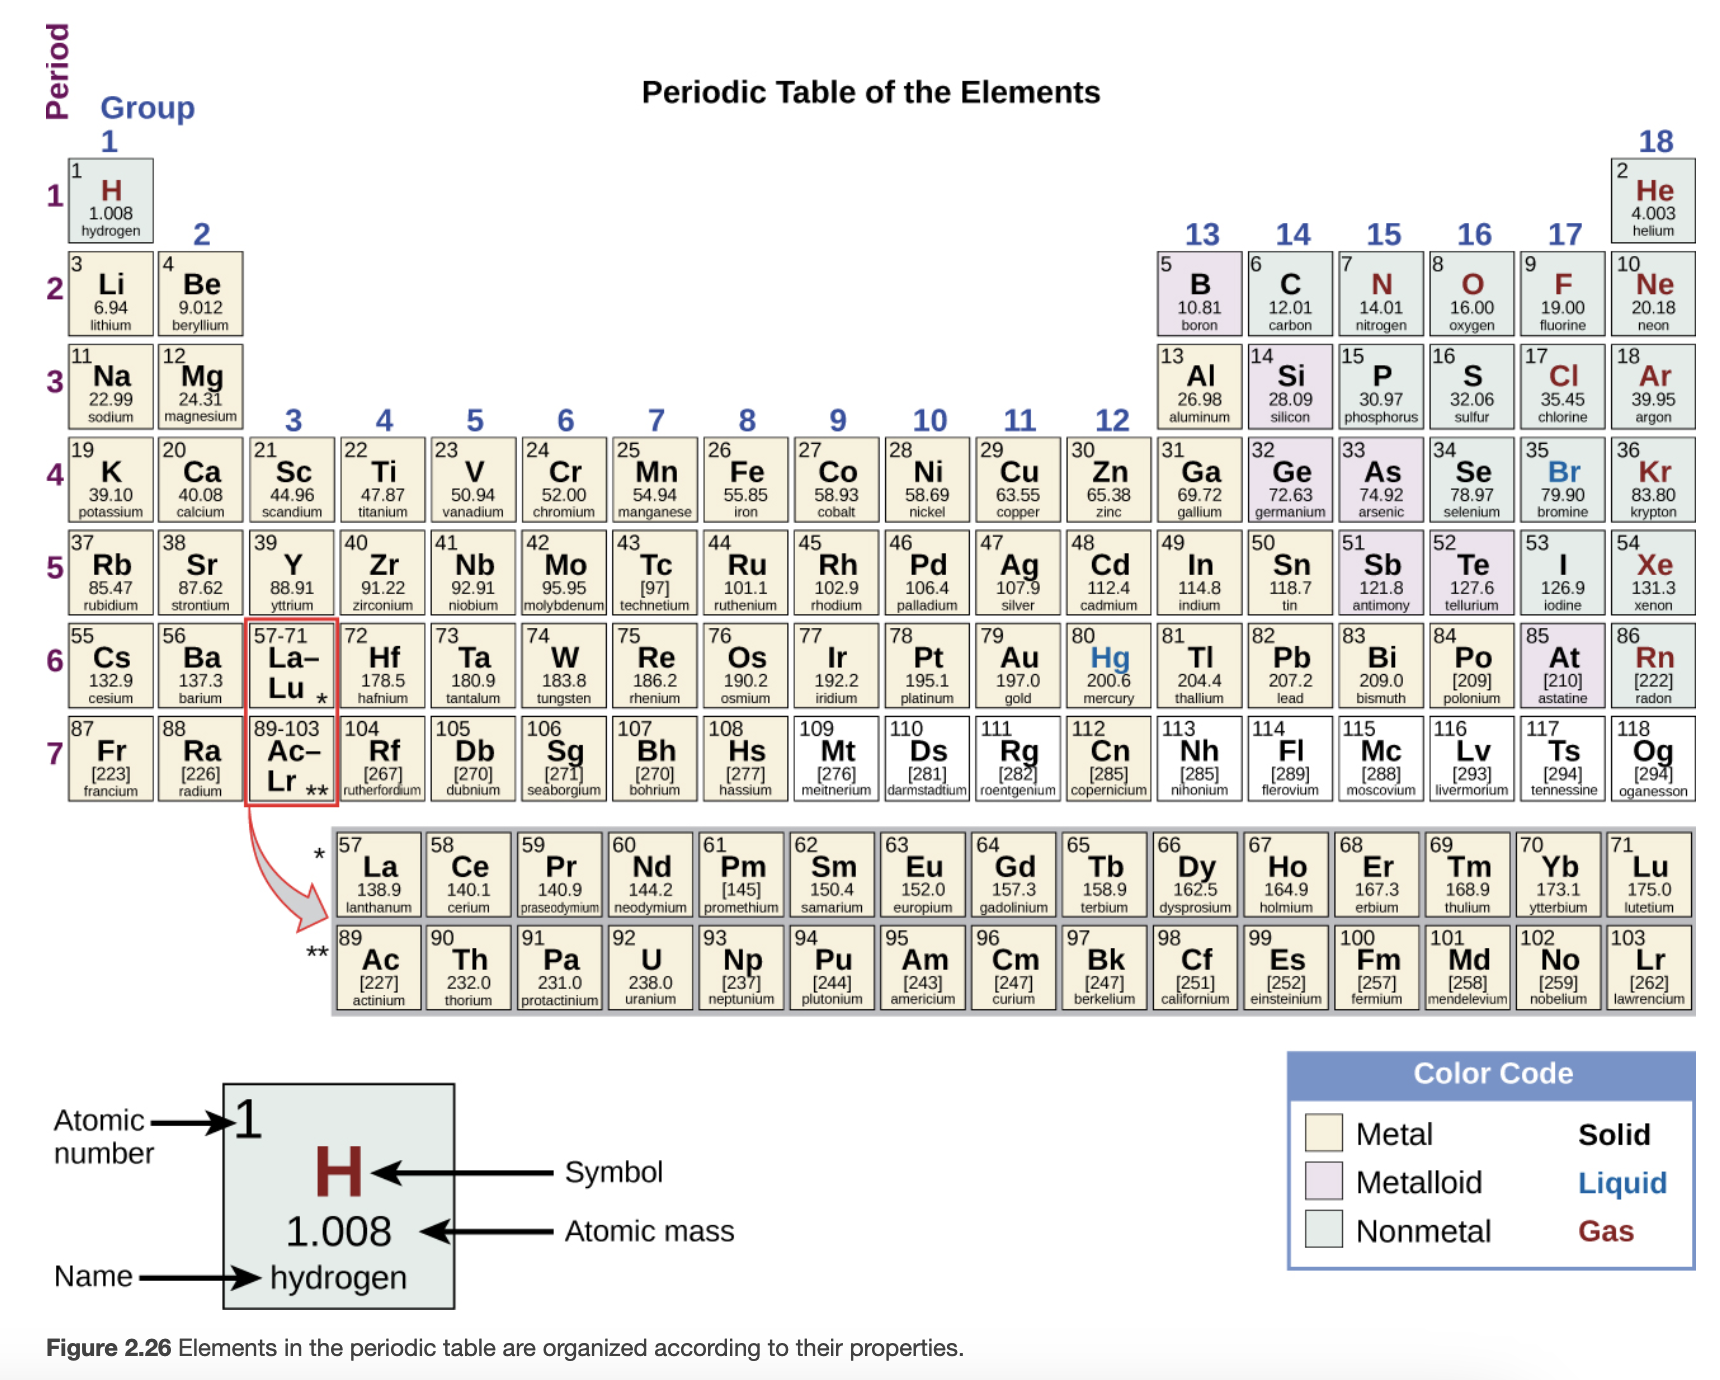 Period
Group
Periodic Table of the Elements
1
18
1
1
H
1.008
hydrogen
2
He
4.003
helium
2
13
14
15
16
17
2
3
Li
6.94
lithium
4
Be
9.012
beryllium
5
B
10.81
boron
6
C
12.01
carbon
7
N
14.01
nitrogen
8
O
16.00
oxygen
9
F
19.00
fluorine
10
Ne
20.18
neon
3
11
Na
22.99
sodium
12
Mg
24.31
magnesium
13
Al
26.98
aluminum
14
Si
28.09
silicon
15
P
30.97
phosphorus
16
S
32.06
sulfur
17
Cl
35.45
chlorine
18
Ar
39.95
argon
3
4
5
6
7
8
9
10
11
12
4
19
K
39.10
potassium
20
Ca
40.08
calcium
21
Sc
44.96
scandium
22
Ti
47.87
titanium
23
V
50.94
vanadium
24
Cr
52.00
chromium
25
Mn
54.94
manganese
26
Fe
55.85
iron
27
Co
58.93
cobalt
28
Ni
58.69
nickel
29
Cu
63.55
copper
30
Zn
65.38
zinc
31
Ga
69.72
gallium
32
Ge
72.63
germanium
33
As
74.92
arsenic
34
Se
78.97
selenium
35
Br
79.90
bromine
36
Kr
83.80
krypton
5
37
Rb
85.47
rubidium
38
Sr
87.62
strontium
39
Y
88.91
yttrium
40
Zr
91.22
zirconium
41
Nb
92.91
niobium
42
Mo
95.95
molybdenum
43
Tc
[97]
technetium
44
Ru
101.1
ruthenium
45
Rh
102.9
rhodium
46
Pd
106.4
palladium
47
Ag
107.9
silver
48
Cd
112.4
cadmium
49
In
114.8
indium
50
Sn
118.7
tin
51
Sb
121.8
antimony
52
Te
127.6
tellurium
53
I
126.9
iodine
54
Xe
131.3
xenon
6
55
Cs
132.9
cesium
56
Ba
137.3
barium
57-71
La–
Lu *
72
Hf
178.5
hafnium
73
Ta
180.9
tantalum
74
W
183.8
tungsten
75
Re
186.2
rhenium
76
Os
190.2
osmium
77
Ir
192.2
iridium
78
Pt
195.1
platinum
79
Au
197.0
gold
80
Hg
200.6
mercury
81
Tl
204.4
thallium
82
Pb
207.2
lead
83
Bi
209.0
bismuth
84
Po
[209]
polonium
85
At
[210]
astatine
86
Rn
[222]
radon
7
87
Fr
[223]
francium
88
Ra
[226]
radium
89-103
Ac–
Lr **
104
Rf
[267]
rutherfordium
105
Db
[270]
dubnium
106
Sg
[271]
seaborgium
107
Bh
[270]
bohrium
108
Hs
[277]
hassium
109
Mt
[276]
meitnerium
110
Ds
[281]
darmstadtium
111
Rg
[282]
roentgenium
112
Cn
[285]
copernicium
113
Nh
[285]
nihonium
114
Fl
[289]
flerovium
115
Mc
[288]
moscovium
116
Lv
[293]
livermorium
117
Ts
[294]
tennessine
118
Og
[294]
oganesson
*
57
La
138.9
lanthanum
58
Ce
140.1
cerium
59
Pr
140.9
praseodymium
60
Nd
144.2
neodymium
61
Pm
[145]
promethium
62
Sm
150.4
samarium
63
Eu
152.0
europium
64
Gd
157.3
gadolinium
65
Tb
158.9
terbium
66
Dy
162.5
dysprosium
67
Ho
164.9
holmium
68
Er
167.3
erbium
69
Tm
168.9
thulium
70
Yb
173.1
ytterbium
71
Lu
175.0
lutetium
**
89
Ac
[227]
actinium
90
Th
232.0
thorium
91
Pa
231.0
protactinium
92
U
238.0
uranium
93
Np
[237]
neptunium
94
Pu
[244]
plutonium
95
Am
[243]
americium
96
Cm
[247]
curium
97
Bk
[247]
berkelium
98
Cf
[251]
californium
99
Es
[252]
einsteinium
100
Fm
[257]
fermium
101
Md
[258]
mendelevium
102
No
[259]
nobelium
103
Lr
[262]
lawrencium
Atomic
number
1
H
Symbol
1.008
Atomic mass
Name
hydrogen
Color Code
Metal
Solid
Metalloid
Liquid
Nonmetal
Gas
Figure 2.26 Elements in the periodic table are organized according to their properties.